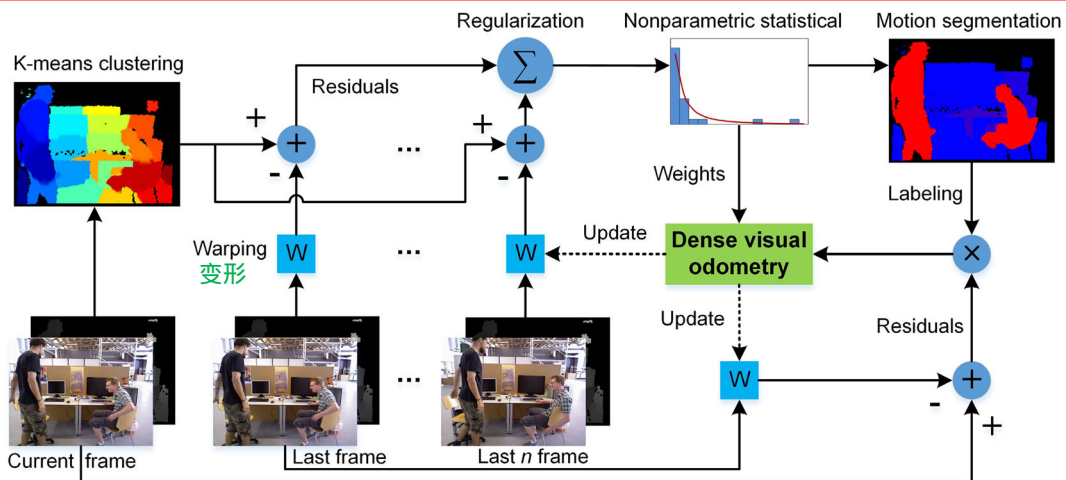 Regularization
Nonparametric statistical
Motion segmentation
K-means clustering
Σ
Residuals
+
+
+
...
+
-
-
Weights
Labeling
Warping
变形
W
...
W
Update
Dense visual
odometry
×
Update
Residuals
...
W
+
-
+
Current frame
Last frame
Last n frame